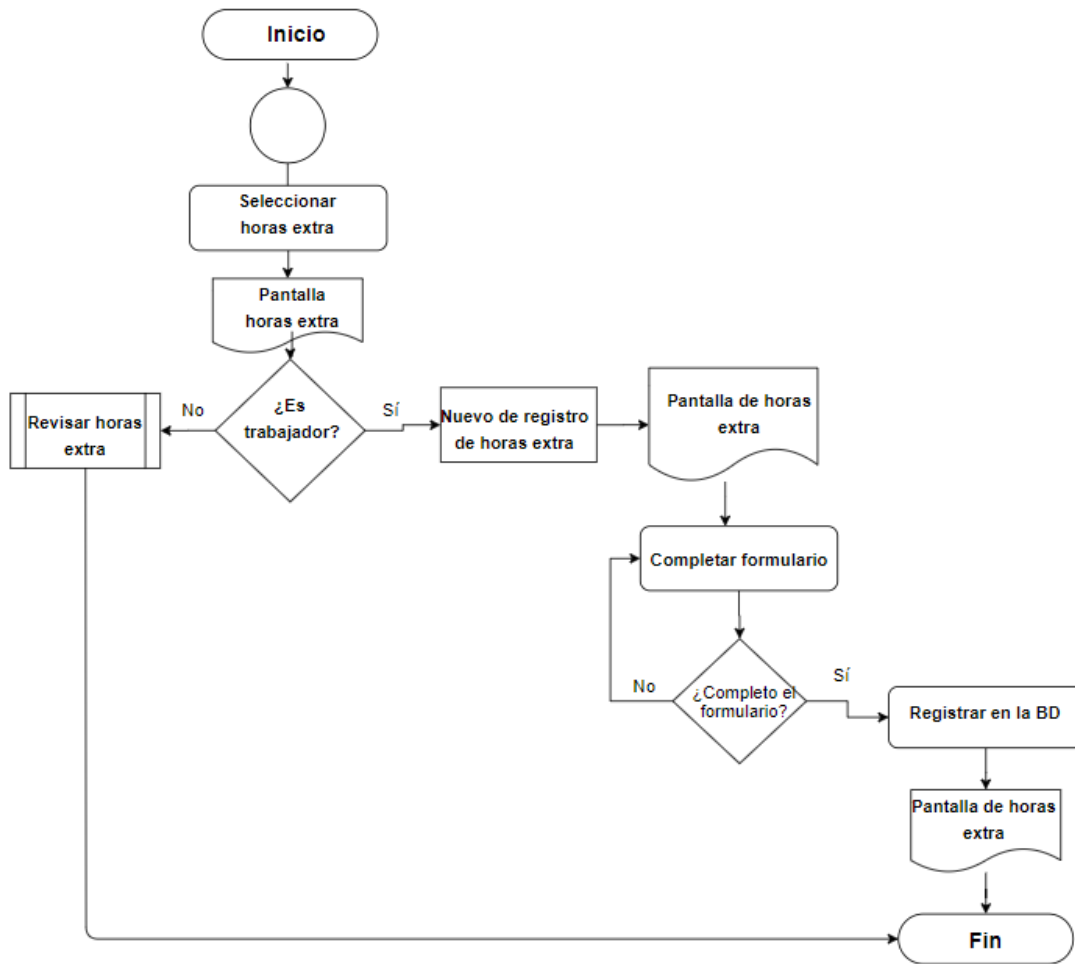 Inicio
Seleccionar
horas extra
Pantalla
horas extra
¿Es
trabajador?
No
Sí
Revisar horas
extra
Nuevo de registro
de horas extra
Pantalla de horas
extra
Completar formulario
¿Completo el
formulario?
No
Sí
Registrar en la BD
Pantalla de horas
extra
Fin